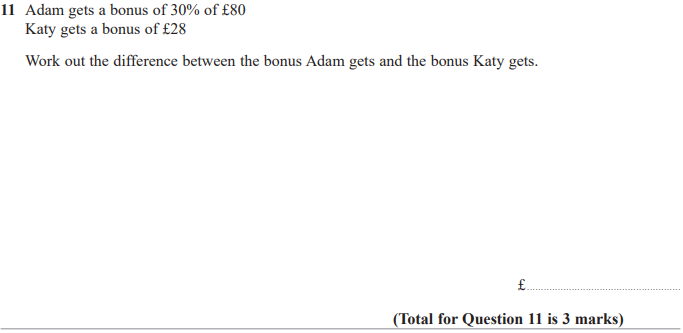 11 Adam gets a bonus of 30% of £80
Katy gets a bonus of £28
Work out the difference between the bonus Adam gets and the bonus Katy gets.
£
(Total for Question 11 is 3 marks)